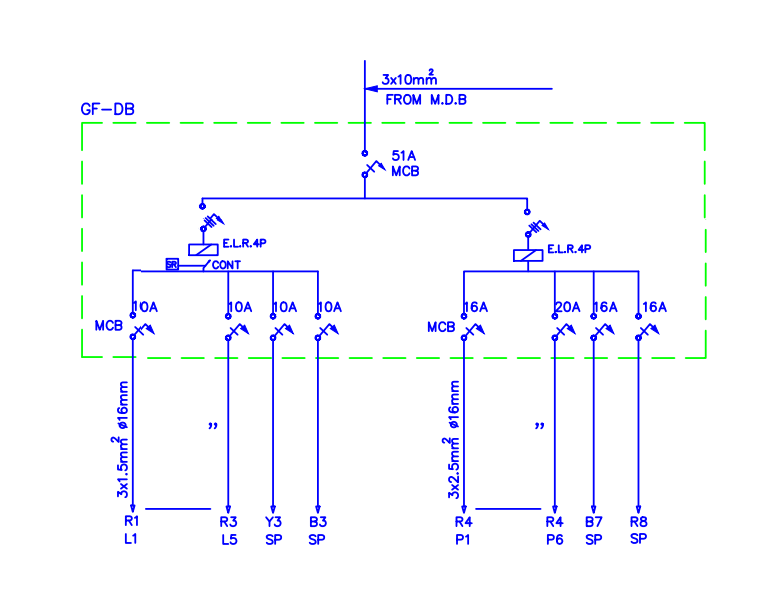 3x10mm²
FROM M.D.B
GF-DB
51A
MCB
E.L.R.4P
E.L.R.4P
SR
CONT
10A 10A 10A 10A
16A 20A 16A 16A
MCB
MCB
3x1.5mm² ø16mm
”
3x2.5mm² ø16mm
”
R1 R3 Y3 B3 R4 R4 B7 R8
L1 L5 SP SP P1 P6 SP SP